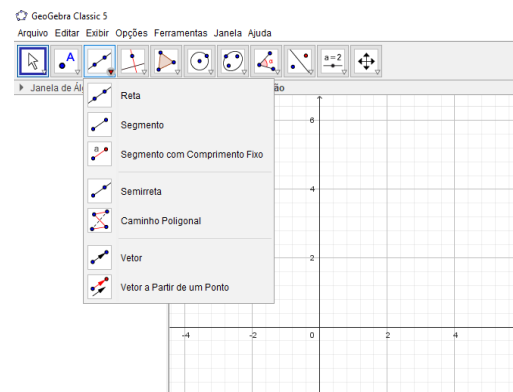 GeoGebra Classic 5
Arquivo Editar Exibir Opções Ferramentas Janela Ajuda
A
α
a=2
Janela de Ál
ão
Reta
Segmento
a
Segmento com Comprimento Fixo
Semirreta
Caminho Poligonal
Vetor
Vetor a Partir de um Ponto
6
4
2
-4 -2 0 2 4